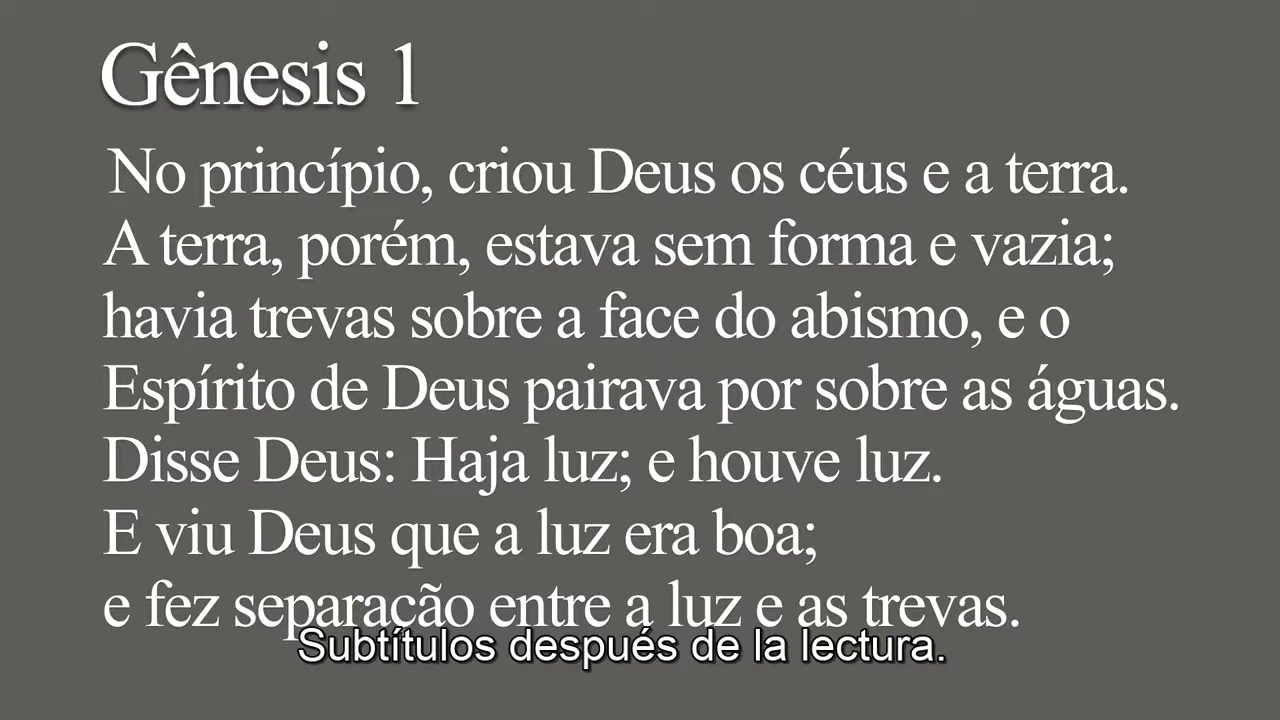 Gênesis 1
No princípio, criou Deus os céus e a terra.
A terra, porém, estava sem forma e vazia;
havia trevas sobre a face do abismo, e o
Espírito de Deus pairava por sobre as águas.
Disse Deus: Haja luz; e houve luz.
E viu Deus que a luz era boa;
e fez separação entre a luz e as trevas.
Subtítulos después de la lectura.